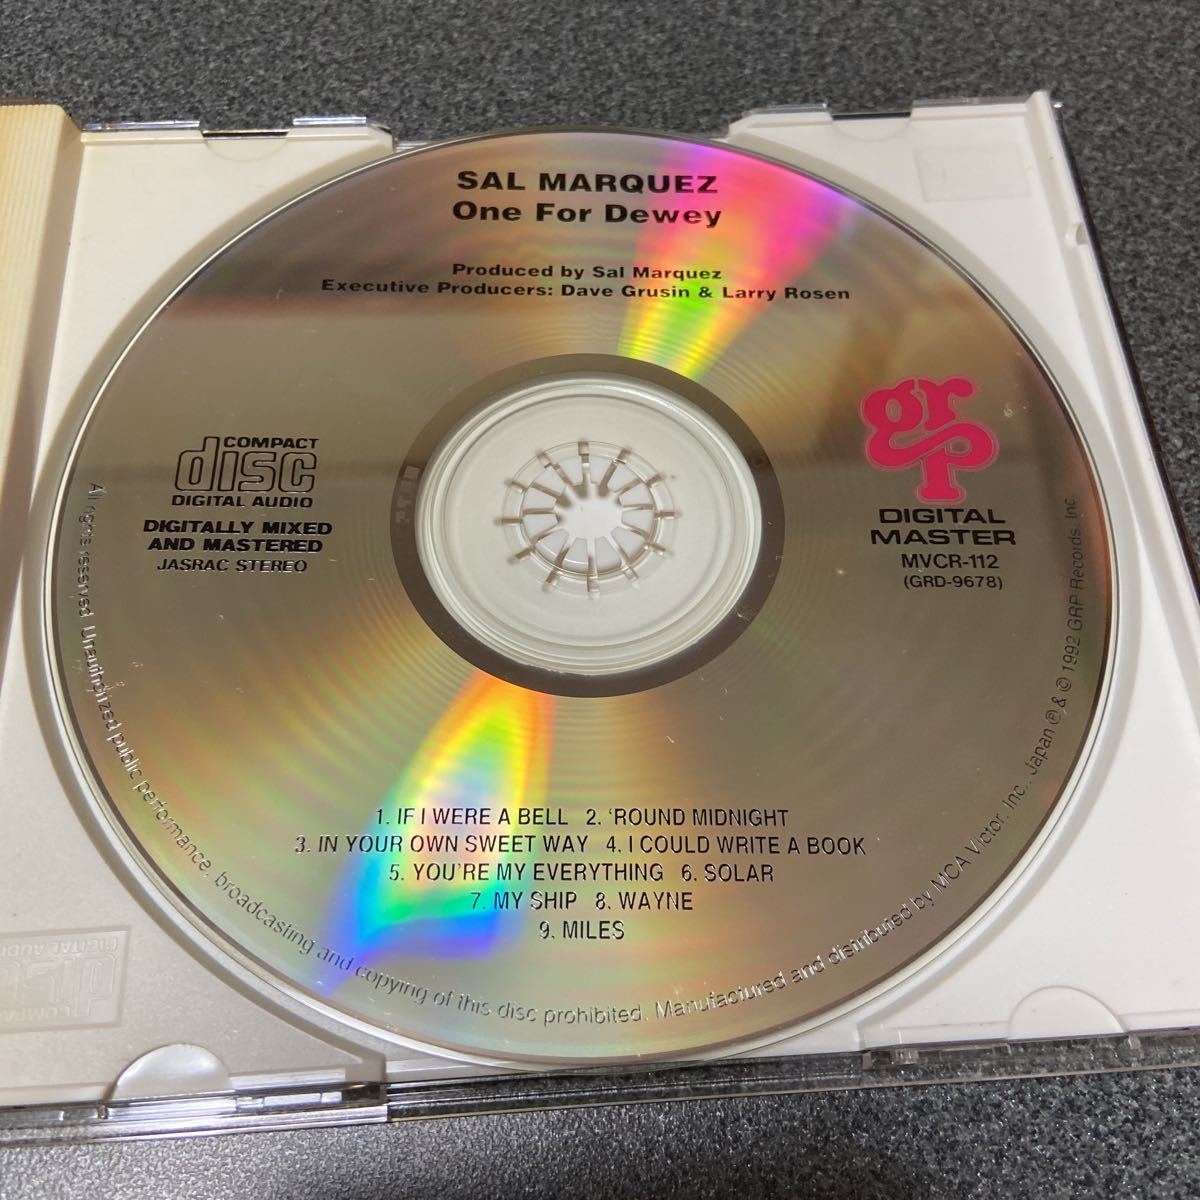 SAL MARQUEZ
One For Dewey
Produced by Sal Marquez
Executive Producers: Dave Grusin & Larry Rosen
COMPACT
disc
DIGITAL AUDIO
DIGITALLY MIXED
AND MASTERED
JASRAC STEREO
grp
DIGITAL
MASTER
MVCR-112
(GRD-9678)
1. IF I WERE A BELL 2. 'ROUND MIDNIGHT
3. IN YOUR OWN SWEET WAY 4. I COULD WRITE A BOOK
5. YOU'RE MY EVERYTHING 6. SOLAR
7. MY SHIP 8. WAYNE
9. MILES
All rights reserved. Unauthorized public performance, broadcasting and copying of this disc prohibited. Manufactured and distributed by MCA Victor, Inc., Japan ℗ & © 1992 GRP Records, Inc.